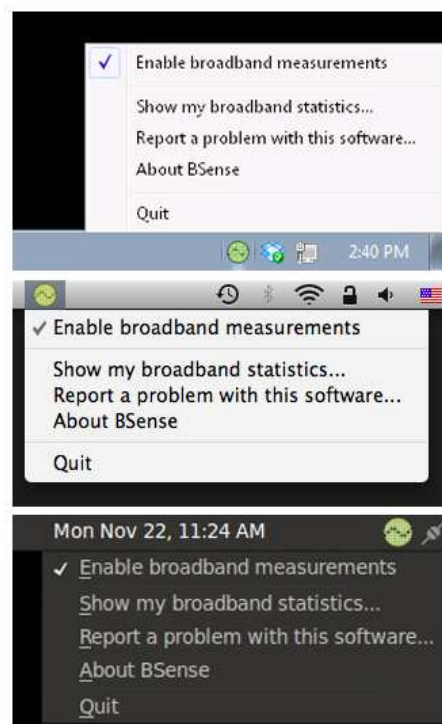 Enable broadband measurements
Show my broadband statistics...
Report a problem with this software...
About BSense
Quit
2:40 PM
Enable broadband measurements
Show my broadband statistics...
Report a problem with this software...
About BSense
Quit
Mon Nov 22, 11:24 AM
Enable broadband measurements
Show my broadband statistics...
Report a problem with this software...
About BSense
Quit